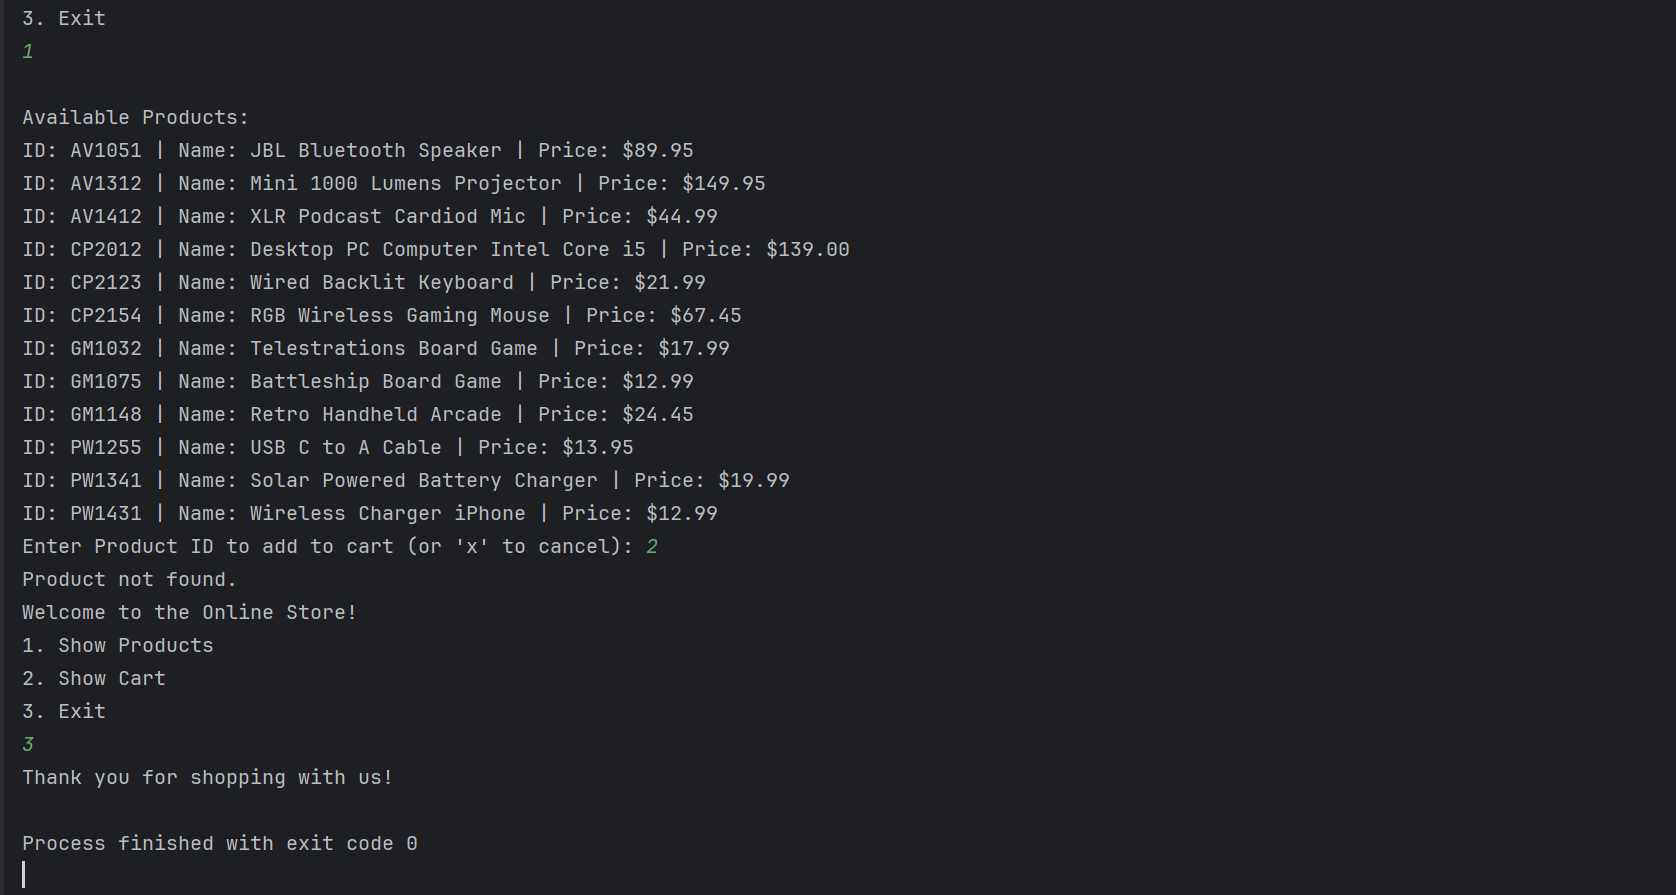 3. Exit
1
Available Products:
ID: AV1051 | Name: JBL Bluetooth Speaker | Price: $89.95
ID: AV1312 | Name: Mini 1000 Lumens Projector | Price: $149.95
ID: AV1412 | Name: XLR Podcast Cardiod Mic | Price: $44.99
ID: CP2012 | Name: Desktop PC Computer Intel Core i5 | Price: $139.00
ID: CP2123 | Name: Wired Backlit Keyboard | Price: $21.99
ID: CP2154 | Name: RGB Wireless Gaming Mouse | Price: $67.45
ID: GM1032 | Name: Telestrations Board Game | Price: $17.99
ID: GM1075 | Name: Battleship Board Game | Price: $12.99
ID: GM1148 | Name: Retro Handheld Arcade | Price: $24.45
ID: PW1255 | Name: USB C to A Cable | Price: $13.95
ID: PW1341 | Name: Solar Powered Battery Charger | Price: $19.99
ID: PW1431 | Name: Wireless Charger iPhone | Price: $12.99
Enter Product ID to add to cart (or 'x' to cancel): 2
Product not found.
Welcome to the Online Store!
1. Show Products
2. Show Cart
3. Exit
3
Thank you for shopping with us!
Process finished with exit code 0